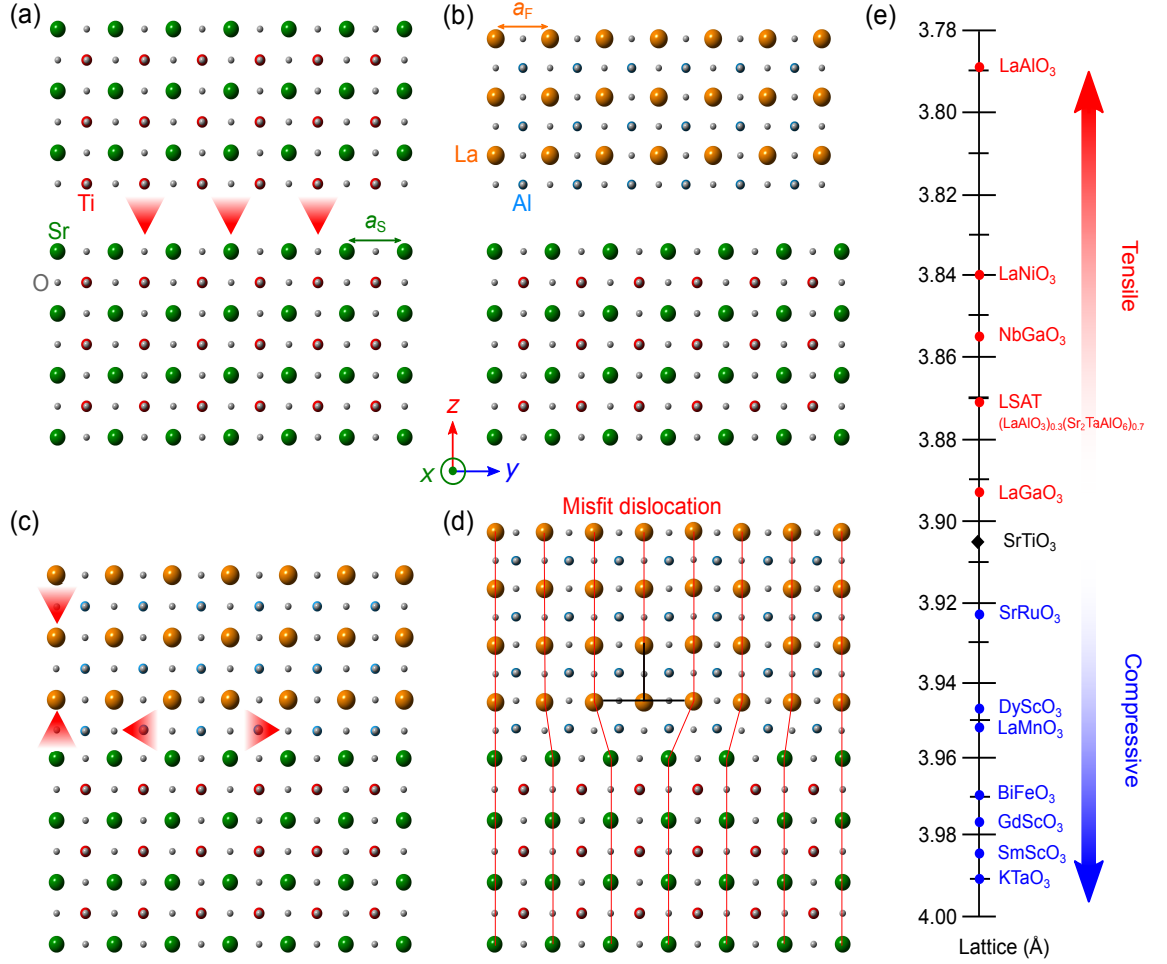 (a)
Ti
Sr
a_S
O
(b)
a_F
La
Al
z
x
y
(c)
(d)
Misfit dislocation
(e)
3.78
LaAlO₃
3.80
3.82
3.84
LaNiO₃
NbGaO₃
3.86
LSAT
(LaAlO₃)₀.₃(Sr₂TaAlO₆)₀.₇
3.88
LaGaO₃
3.90
SrTiO₃
3.92
SrRuO₃
3.94
DyScO₃
LaMnO₃
3.96
BiFeO₃
GdScO₃
3.98
SmScO₃
KTaO₃
4.00
Lattice (Å)
Tensile
Compressive